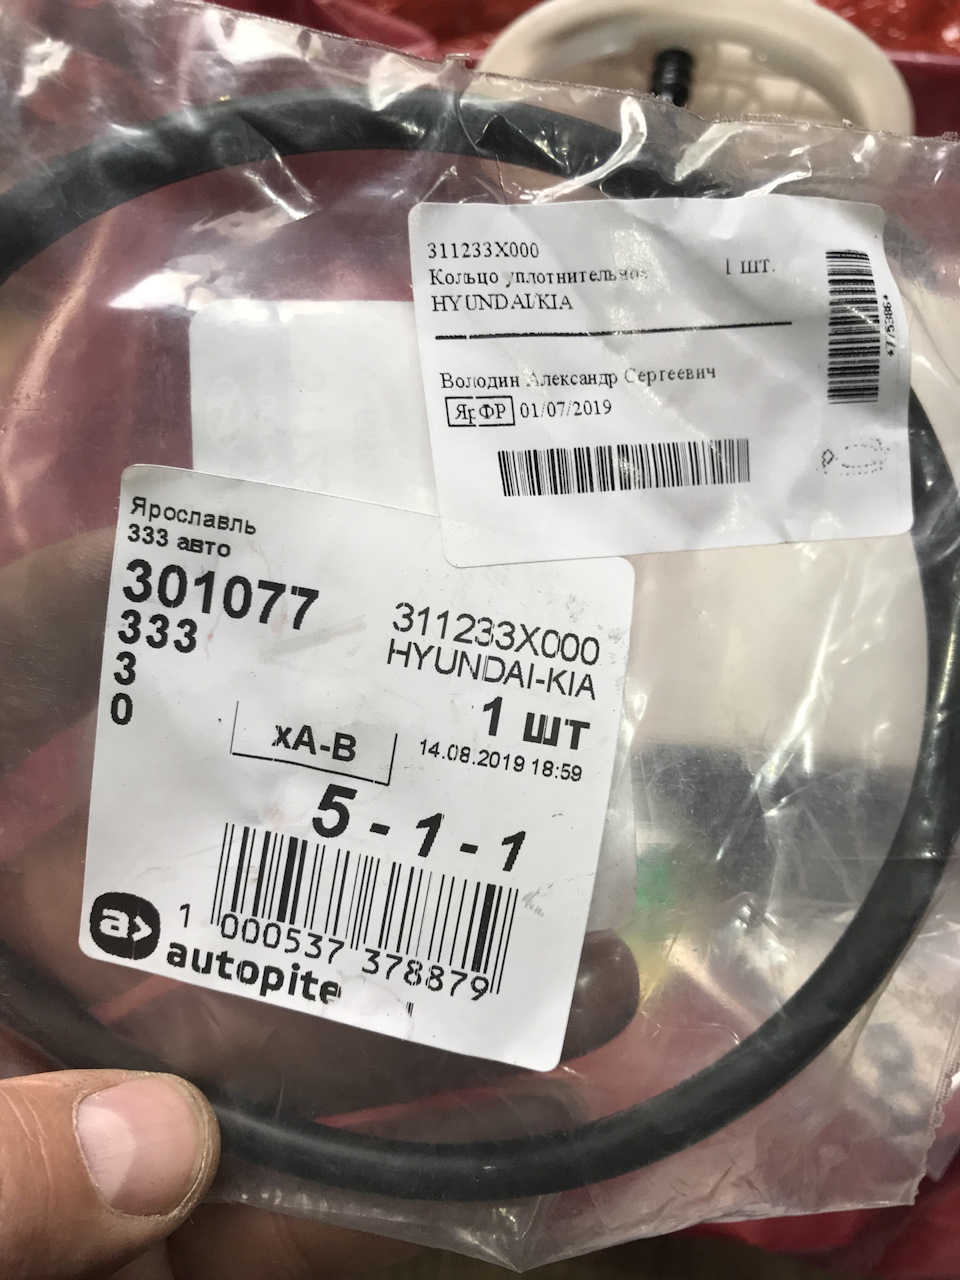 311233X000
Кольцо уплотнительное 1 шт.
HYUNDAI/KIA
Володин Александр Сергеевич
ЯрФР 01/07/2019
*775386*
Ярославль
333 авто
301077
333
3
0
311233X000
HYUNDAI-KIA
1 шт
14.08.2019 18:59
xA-B
5 - 1 - 1
1 000537 378879
a>
autopite